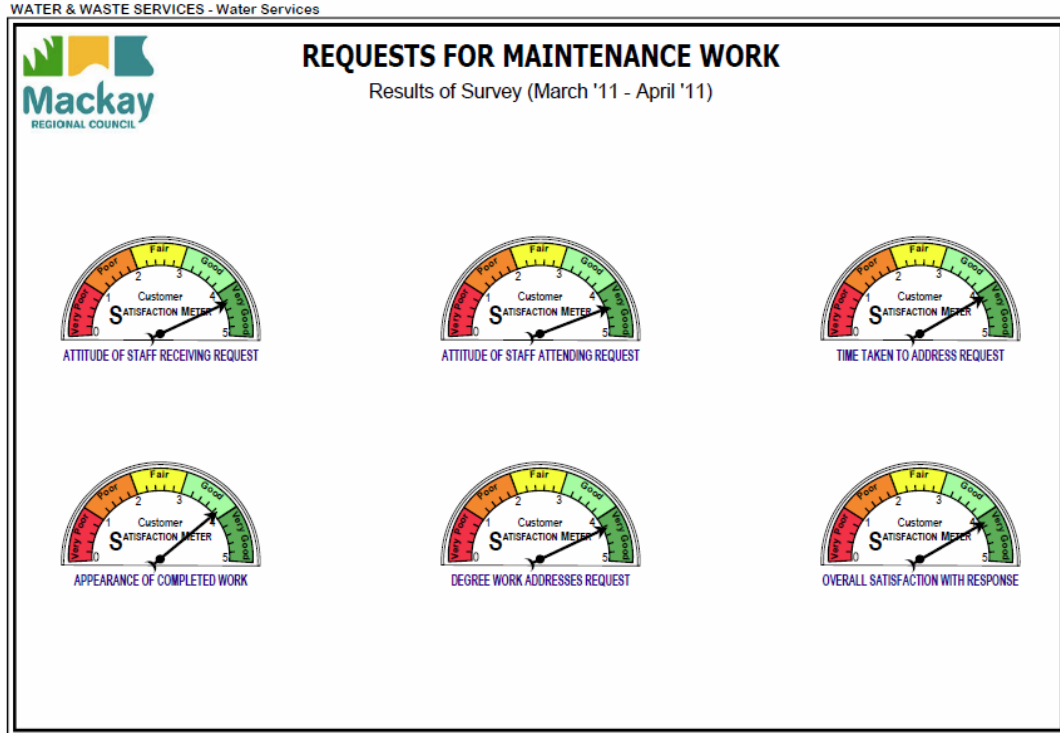 WATER & WASTE SERVICES - Water Services
REQUESTS FOR MAINTENANCE WORK
Results of Survey (March '11 - April '11)
Mackay
REGIONAL COUNCIL
Very Poor Poor Fair Good Very Good
0 1 2 3 4 5
Customer
SATISFACTION METER
ATTITUDE OF STAFF RECEIVING REQUEST
Very Poor Poor Fair Good Very Good
0 1 2 3 4 5
Customer
SATISFACTION METER
ATTITUDE OF STAFF ATTENDING REQUEST
Very Poor Poor Fair Good Very Good
0 1 2 3 4 5
Customer
SATISFACTION METER
TIME TAKEN TO ADDRESS REQUEST
Very Poor Poor Fair Good Very Good
0 1 2 3 4 5
Customer
SATISFACTION METER
APPEARANCE OF COMPLETED WORK
Very Poor Poor Fair Good Very Good
0 1 2 3 4 5
Customer
SATISFACTION METER
DEGREE WORK ADDRESSES REQUEST
Very Poor Poor Fair Good Very Good
0 1 2 3 4 5
Customer
SATISFACTION METER
OVERALL SATISFACTION WITH RESPONSE